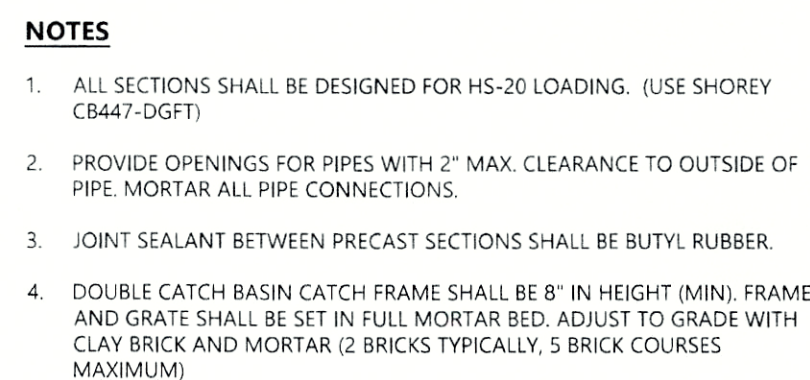 NOTES
1. ALL SECTIONS SHALL BE DESIGNED FOR HS-20 LOADING. (USE SHOREY
CB447-DGFT)
2. PROVIDE OPENINGS FOR PIPES WITH 2" MAX. CLEARANCE TO OUTSIDE OF
PIPE. MORTAR ALL PIPE CONNECTIONS.
3. JOINT SEALANT BETWEEN PRECAST SECTIONS SHALL BE BUTYL RUBBER.
4. DOUBLE CATCH BASIN CATCH FRAME SHALL BE 8" IN HEIGHT (MIN). FRAME
AND GRATE SHALL BE SET IN FULL MORTAR BED. ADJUST TO GRADE WITH
CLAY BRICK AND MORTAR (2 BRICKS TYPICALLY, 5 BRICK COURSES
MAXIMUM)